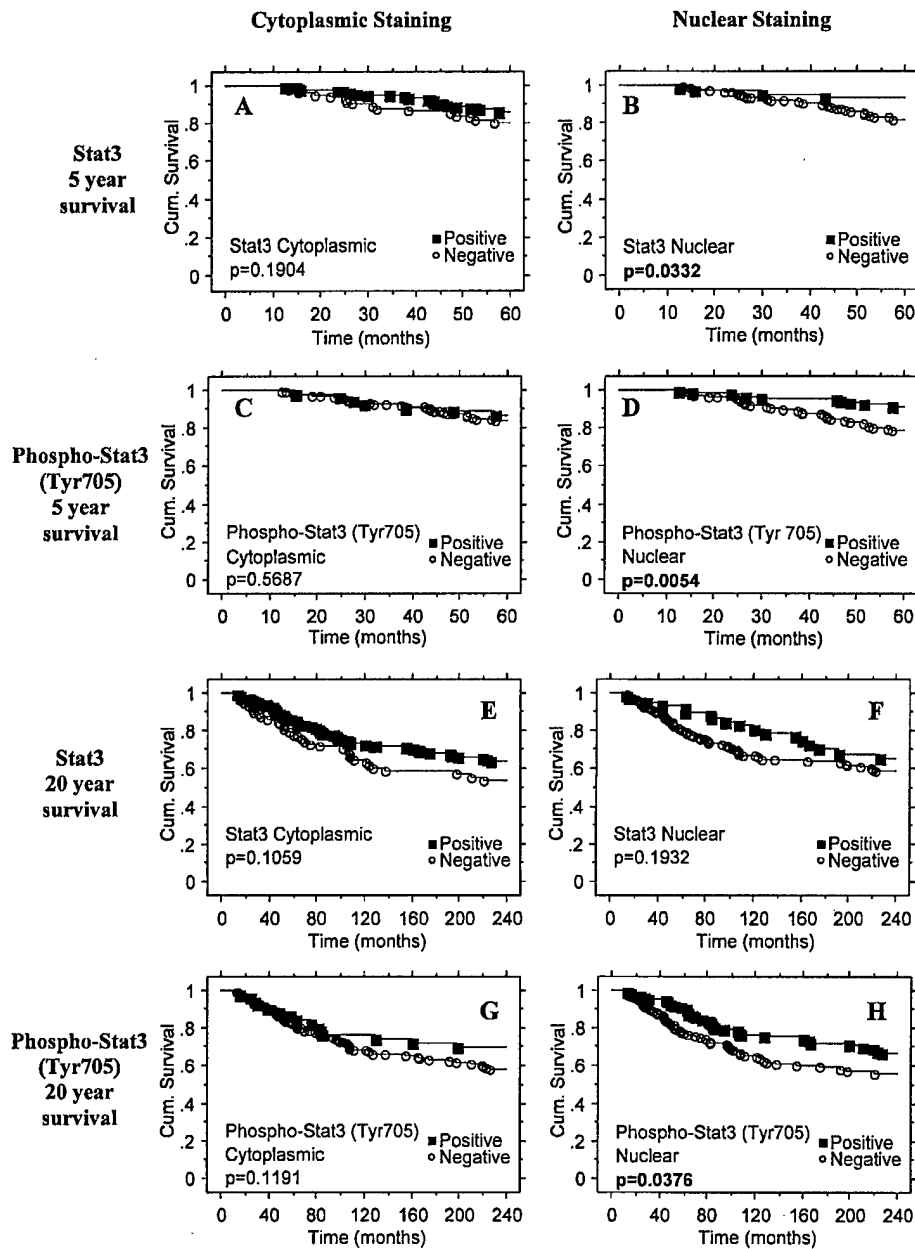 Cytoplasmic Staining
Nuclear Staining
Stat3
5 year
survival
Cum. Survival
1
.8
.6
.4
.2
0
A
Stat3 Cytoplasmic
p=0.1904
Positive
Negative
0 10 20 30 40 50 60
Time (months)
Cum. Survival
1
.8
.6
.4
.2
0
B
Stat3 Nuclear
p=0.0332
Positive
Negative
0 10 20 30 40 50 60
Time (months)
Phospho-Stat3
(Tyr705)
5 year
survival
Cum. Survival
1
.8
.6
.4
.2
0
C
Phospho-Stat3 (Tyr705)
Cytoplasmic
p=0.5687
Positive
Negative
0 10 20 30 40 50 60
Time (months)
Cum. Survival
1
.8
.6
.4
.2
0
D
Phospho-Stat3 (Tyr 705)
Nuclear
p=0.0054
Positive
Negative
0 10 20 30 40 50 60
Time (months)
Stat3
20 year
survival
Cum. Survival
1
.8
.6
.4
.2
0
E
Stat3 Cytoplasmic
p=0.1059
Positive
Negative
0 40 80 120 160 200 240
Time (months)
Cum. Survival
1
.8
.6
.4
.2
0
F
Stat3 Nuclear
p=0.1932
Positive
Negative
0 40 80 120 160 200 240
Time (months)
Phospho-Stat3
(Tyr705)
20 year
survival
Cum. Survival
1
.8
.6
.4
.2
0
G
Phospho-Stat3 (Tyr705)
Cytoplasmic
p=0.1191
Positive
Negative
0 40 80 120 160 200 240
Time (months)
Cum. Survival
1
.8
.6
.4
.2
0
H
Phospho-Stat3 (Tyr705)
Nuclear
p=0.0376
Positive
Negative
0 40 80 120 160 200 240
Time (months)